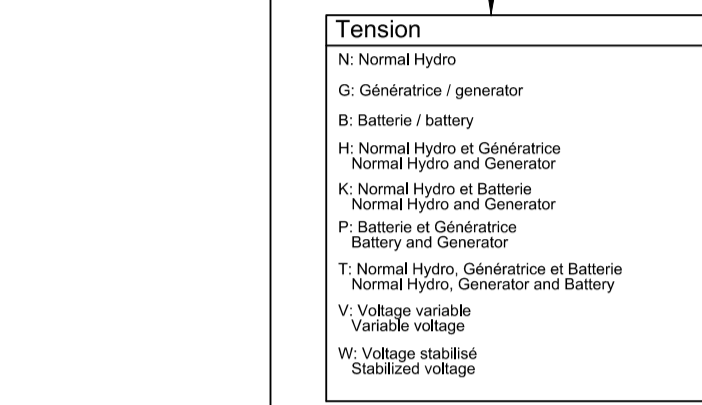 Tension
N: Normal Hydro
G: Génératrice / generator
B: Batterie / battery
H: Normal Hydro et Génératrice
Normal Hydro and Generator
K: Normal Hydro et Batterie
Normal Hydro and Generator
P: Batterie et Génératrice
Battery and Generator
T: Normal Hydro, Génératrice et Batterie
Normal Hydro, Generator and Battery
V: Voltage variable
Variable voltage
W: Voltage stabilisé
Stabilized voltage